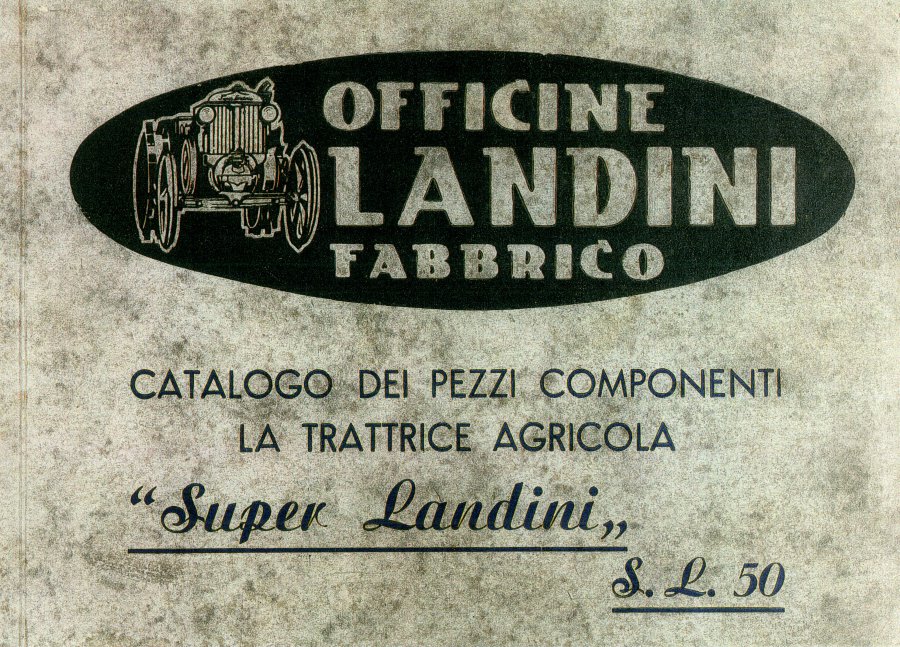 OFFICINE
LANDINI
FABBRICO
CATALOGO DEI PEZZI COMPONENTI
LA TRATTRICE AGRICOLA
“Super Landini„
S. L. 50